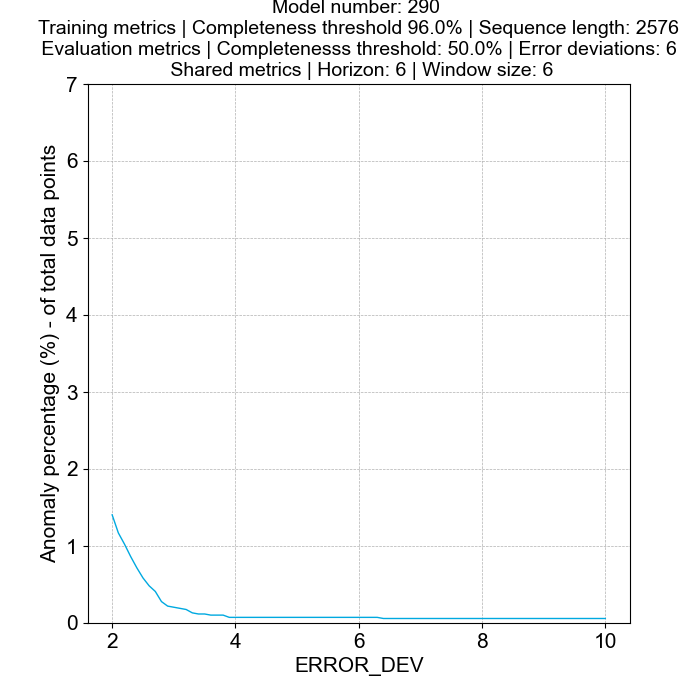 Model number: 290
Training metrics | Completeness threshold 96.0% | Sequence length: 2576
Evaluation metrics | Completenesss threshold: 50.0% | Error deviations: 6
Shared metrics | Horizon: 6 | Window size: 6
7
6
5
4
3
2
1
0
Anomaly percentage (%) - of total data points
2 4 6 8 10
ERROR_DEV